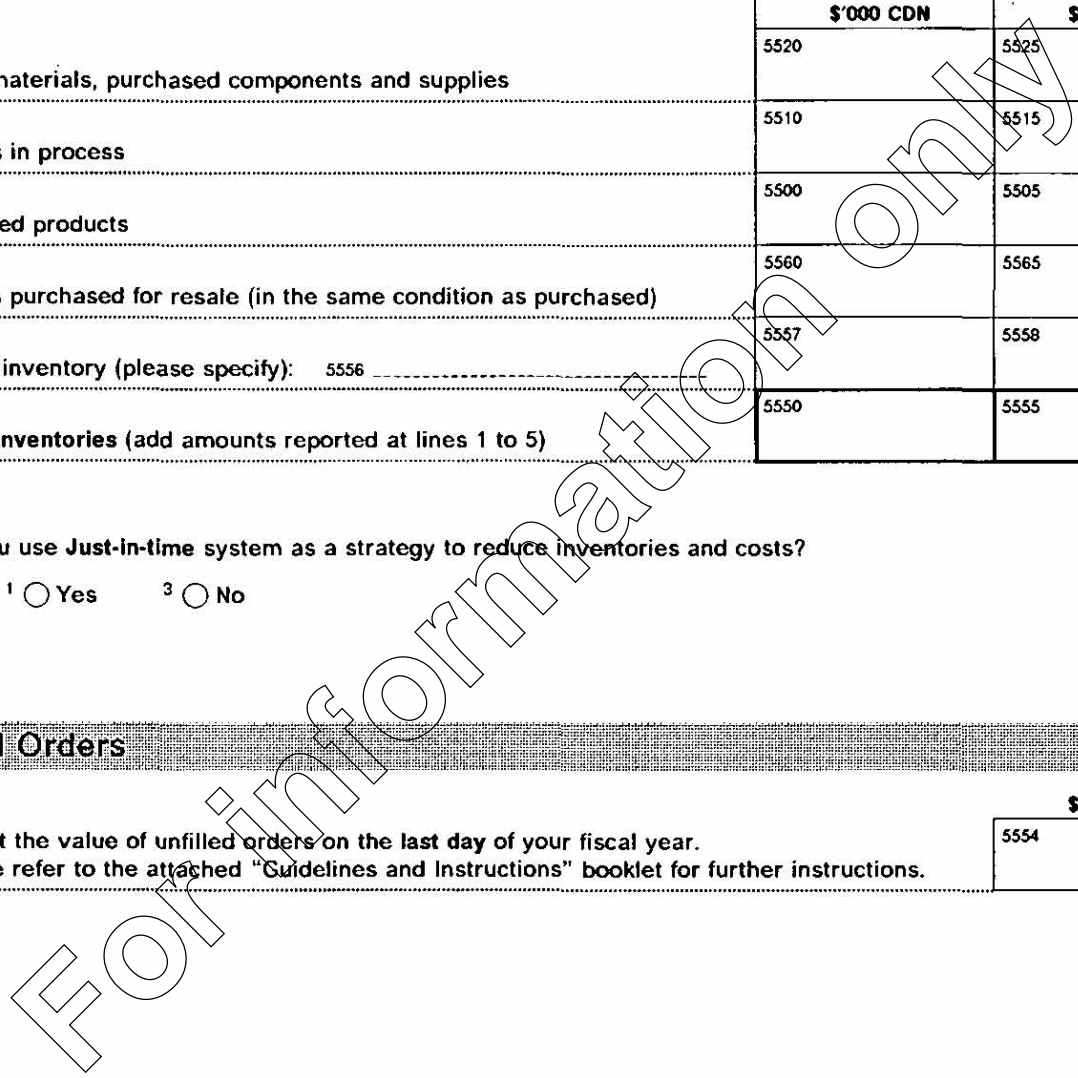 $'000 CDN $
5520 5525
materials, purchased components and supplies
5510 5515
in process
5500 5505
ed products
5560 5565
purchased for resale (in the same condition as purchased)
5557 5558
inventory (please specify): 5556
5550 5555
nventories (add amounts reported at lines 1 to 5)
u use Just-in-time system as a strategy to reduce inventories and costs?
1 Yes 3 No
Orders
$
t the value of unfilled orders on the last day of your fiscal year. 5554
e refer to the attached "Guidelines and Instructions" booklet for further instructions.
For information only